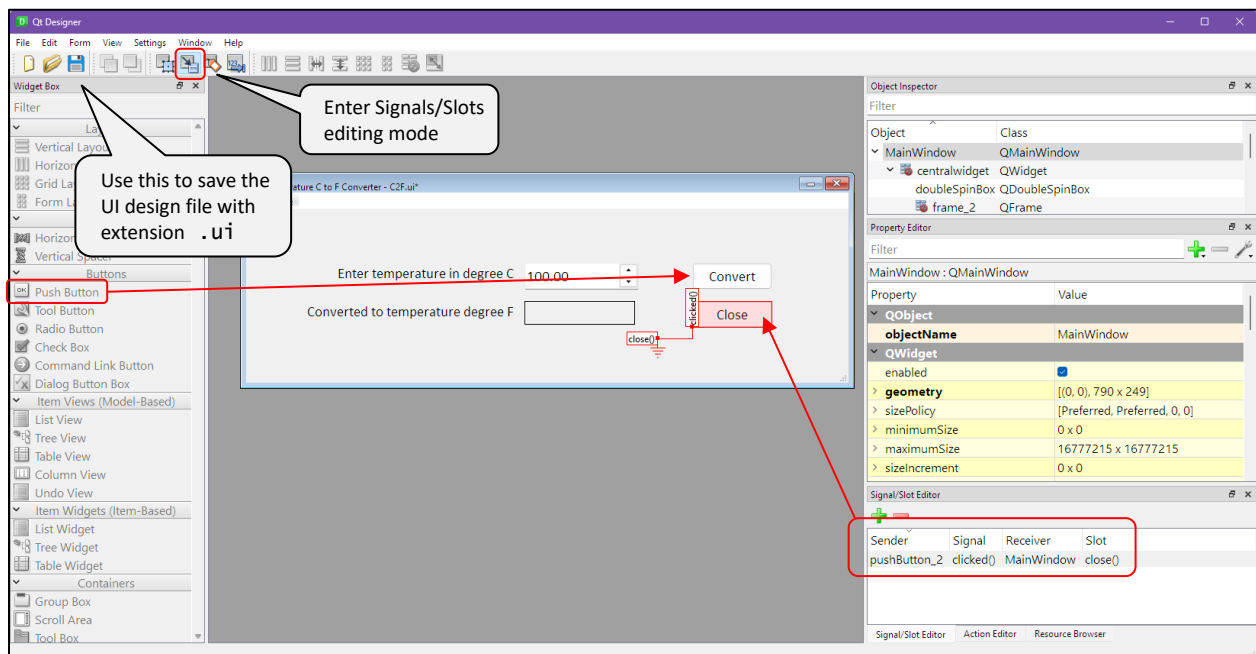 Qt Designer
File Edit Form View Settings Window Help
Widget Box
Filter
Enter Signals/Slots
editing mode
Use this to save the
UI design file with
extension .ui
La
Vertical Layou
Horizon
Grid La
Form L
Horizon
Vertical Spacer
Buttons
Push Button
Tool Button
Radio Button
Check Box
Command Link Button
Dialog Button Box
Item Views (Model-Based)
List View
Tree View
Table View
Column View
Undo View
Item Widgets (Item-Based)
List Widget
Tree Widget
Table Widget
Containers
Group Box
Scroll Area
Tool Box
ature C to F Converter - C2F.ui*
Enter temperature in degree C 100.00 Convert
Converted to temperature degree F Close
clicked()
close()
Object Inspector
Filter
Object Class
MainWindow QMainWindow
centralwidget QWidget
doubleSpinBox QDoubleSpinBox
frame_2 QFrame
Property Editor
Filter
MainWindow : QMainWindow
Property Value
QObject
objectName MainWindow
QWidget
enabled
geometry [(0, 0), 790 x 249]
sizePolicy [Preferred, Preferred, 0, 0]
minimumSize 0 x 0
maximumSize 16777215 x 16777215
sizeIncrement 0 x 0
Signal/Slot Editor
Sender Signal Receiver Slot
pushButton_2 clicked() MainWindow close()
Signal/Slot Editor Action Editor Resource Browser